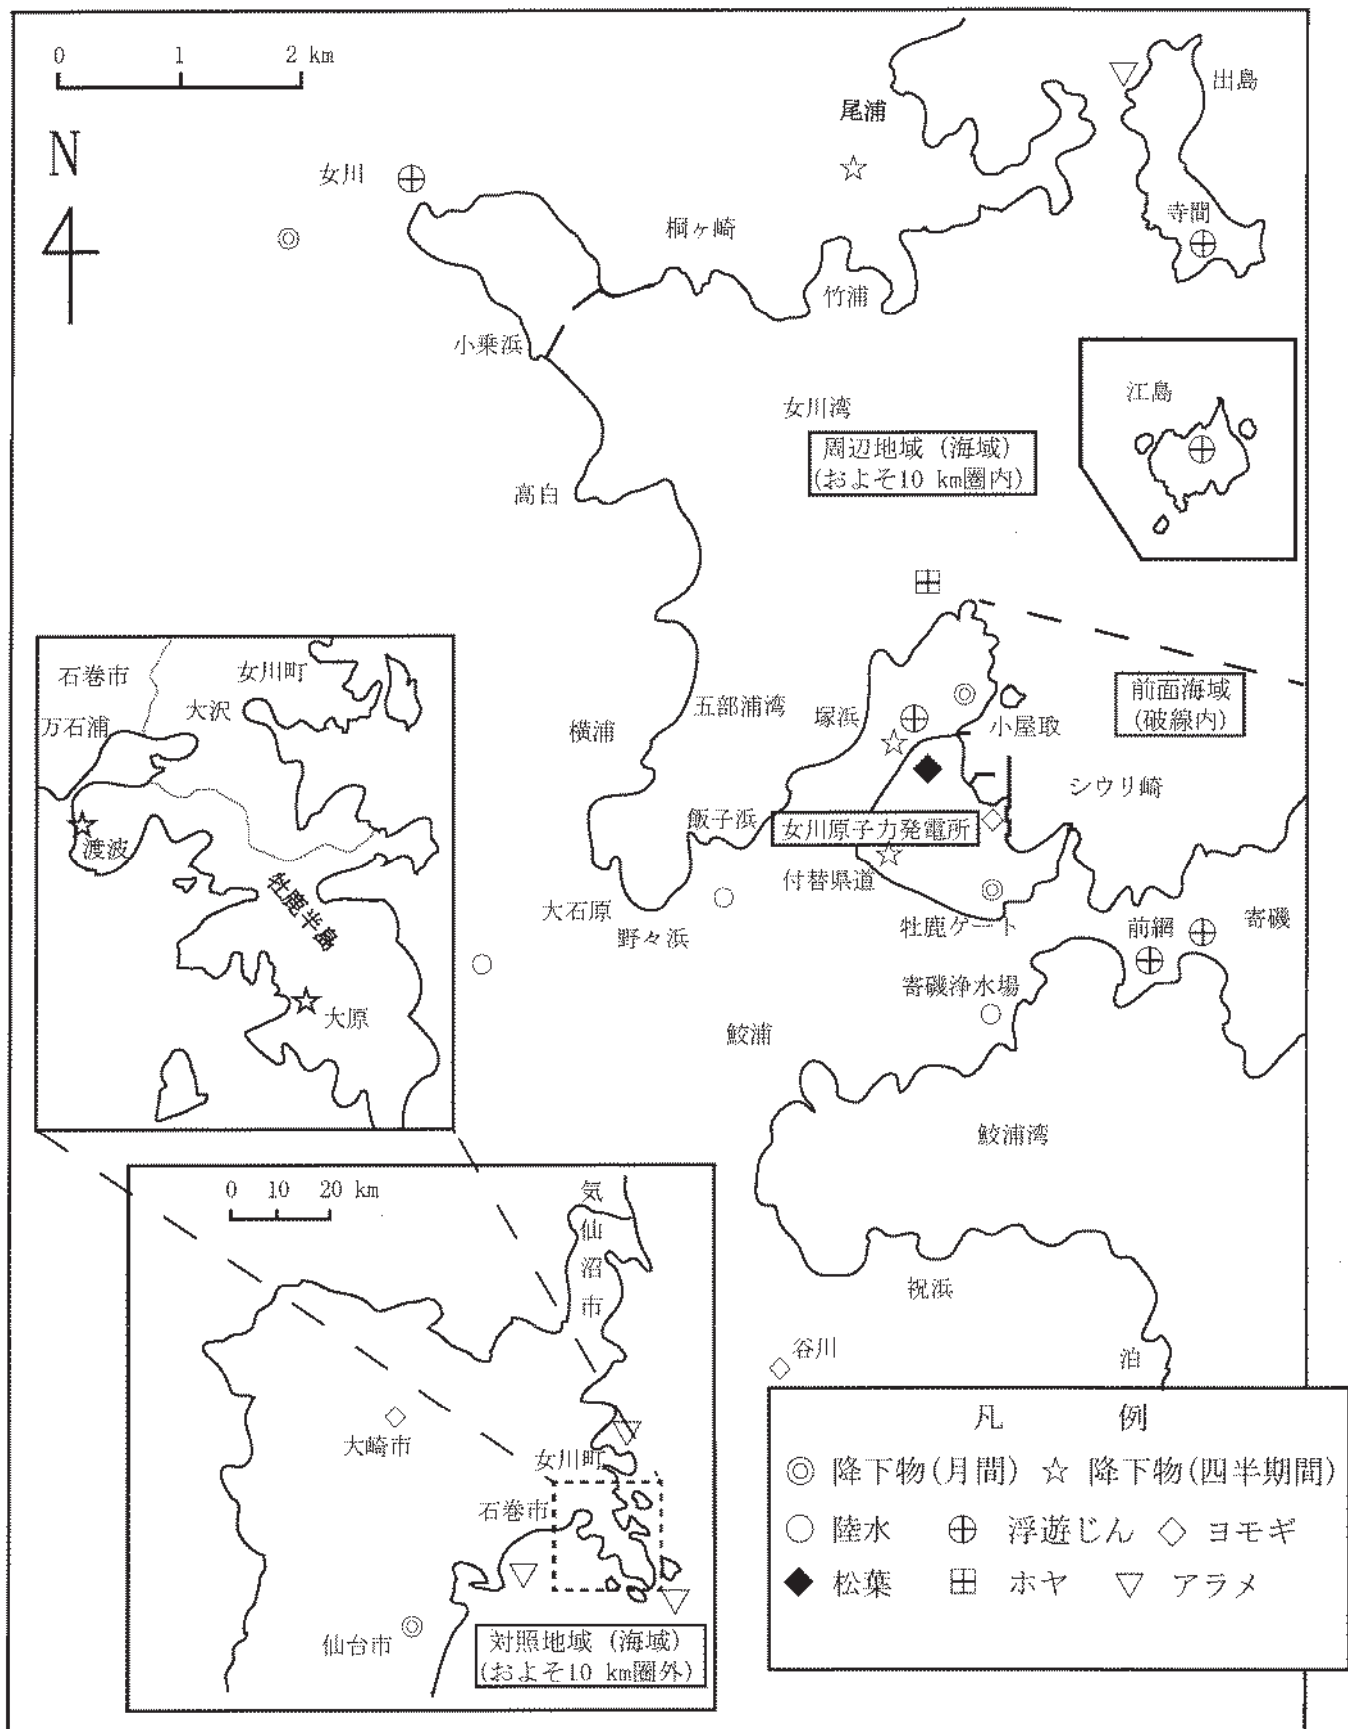 0 1 2 km
N
尾浦
出島
女川
寺間
桐ヶ崎
竹浦
小乗浜
江島
女川湾
周辺地域（海域）
(およそ10 km圏内)
高白
石巻市
女川町
万石浦
大沢
渡波
牡鹿半島
大原
前面海域
(破線内)
五部浦湾
塚浜
小屋取
横浦
シウリ崎
飯子浜
女川原子力発電所
付替県道
大石原
野々浜
牡鹿ゲート
前網
寄磯
寄磯浄水場
鮫浦
鮫浦湾
祝浜
谷川
泊
0 10 20 km
気仙沼市
大崎市
女川町
石巻市
仙台市
対照地域（海域）
(およそ10 km圏外)
凡 例
◎ 降下物(月間) ☆ 降下物(四半期間)
○ 陸水 ⊕ 浮遊じん ◇ ヨモギ
◆ 松葉 田 ホヤ ▽ アラメ